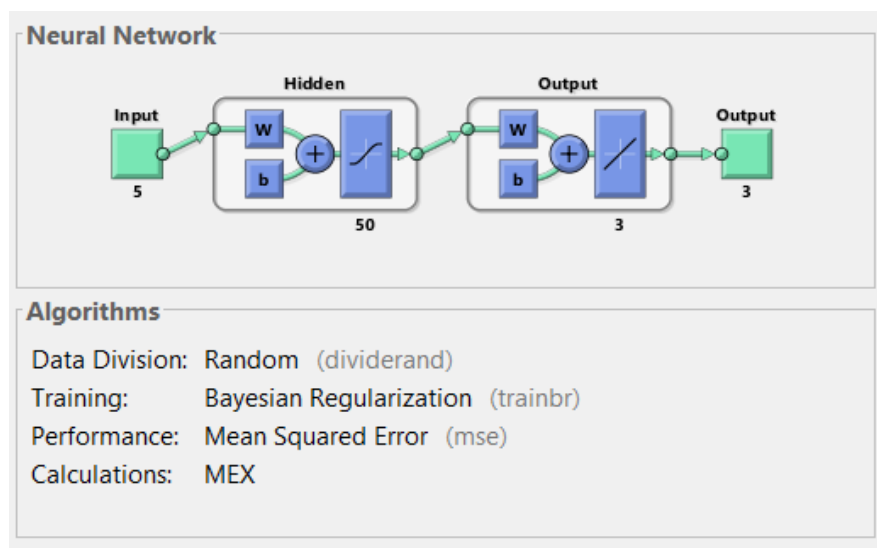 Neural Network
Hidden
Output
Input
Output
W
W
+
+
b
b
5
3
50
3
Algorithms
Data Division: Random (dividerand)
Training: Bayesian Regularization (trainbr)
Performance: Mean Squared Error (mse)
Calculations: MEX